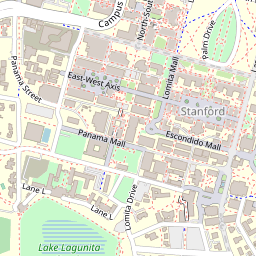 Campus
North-Sou
Palm Drive
Panama Street
East-West Axis
Lomita Mall
Stanford
Panama Mall
Escondido Mall
Lane L
Lane L
Lomita Drive
Lake Lagunita